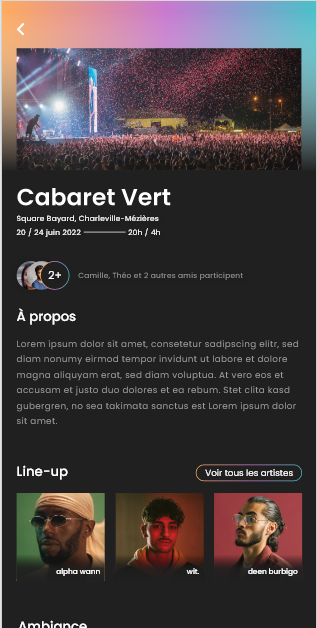 Cabaret Vert
Square Bayard, Charleville-Mézières
20 / 24 juin 2022 20h / 4h
2+ Camille, Théo et 2 autres amis participent
À propos
Lorem ipsum dolor sit amet, consetetur sadipscing elitr, sed
diam nonumy eirmod tempor invidunt ut labore et dolore
magna aliquyam erat, sed diam voluptua. At vero eos et
accusam et justo duo dolores et ea rebum. Stet clita kasd
gubergren, no sea takimata sanctus est Lorem ipsum dolor
sit amet.
Line-up Voir tous les artistes
alpha wann wit. deen burbigo
Ambiance